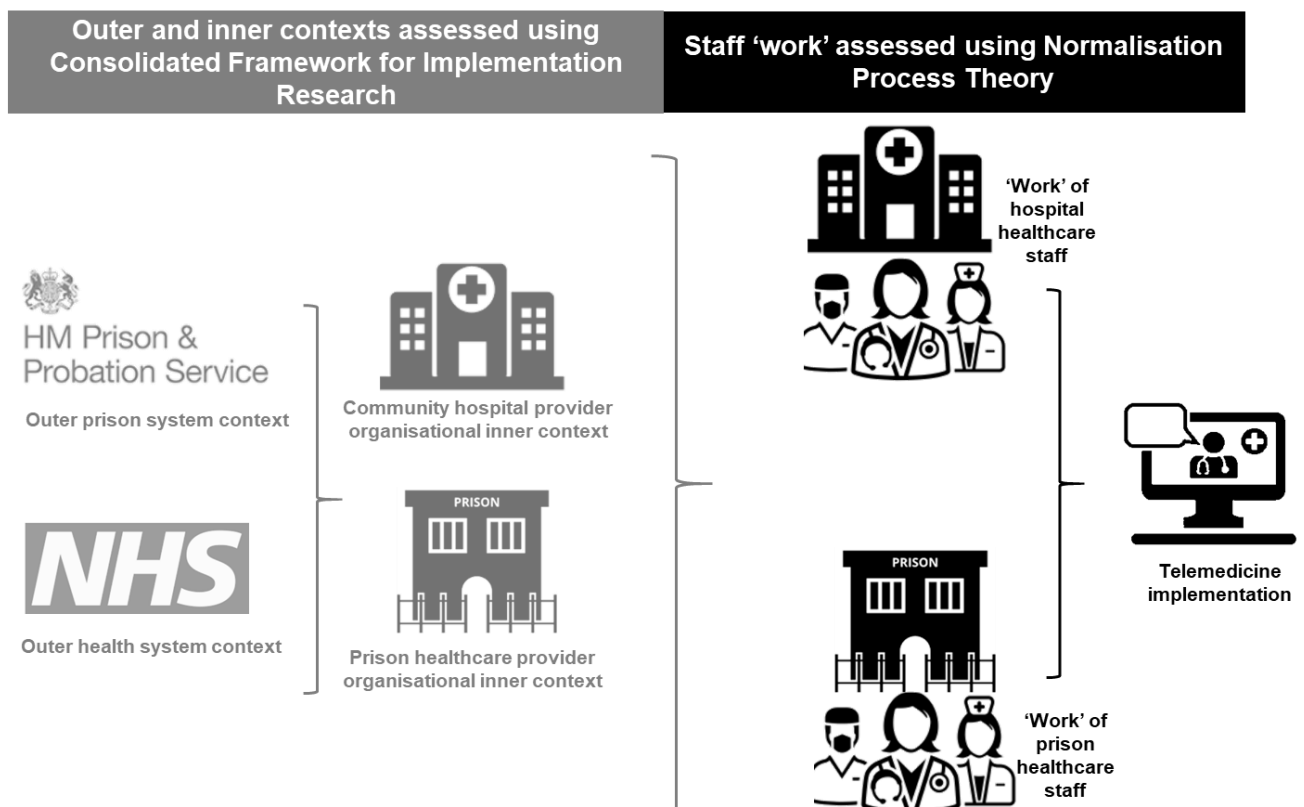 Outer and inner contexts assessed using
Consolidated Framework for Implementation
Research
Staff ‘work’ assessed using Normalisation
Process Theory
‘Work’ of
hospital
healthcare
staff
HM Prison &
Probation Service
Outer prison system context
Community hospital provider
organisational inner context
NHS
Outer health system context
PRISON
Prison healthcare provider
organisational inner context
PRISON
‘Work’ of
prison
healthcare
staff
Telemedicine
implementation